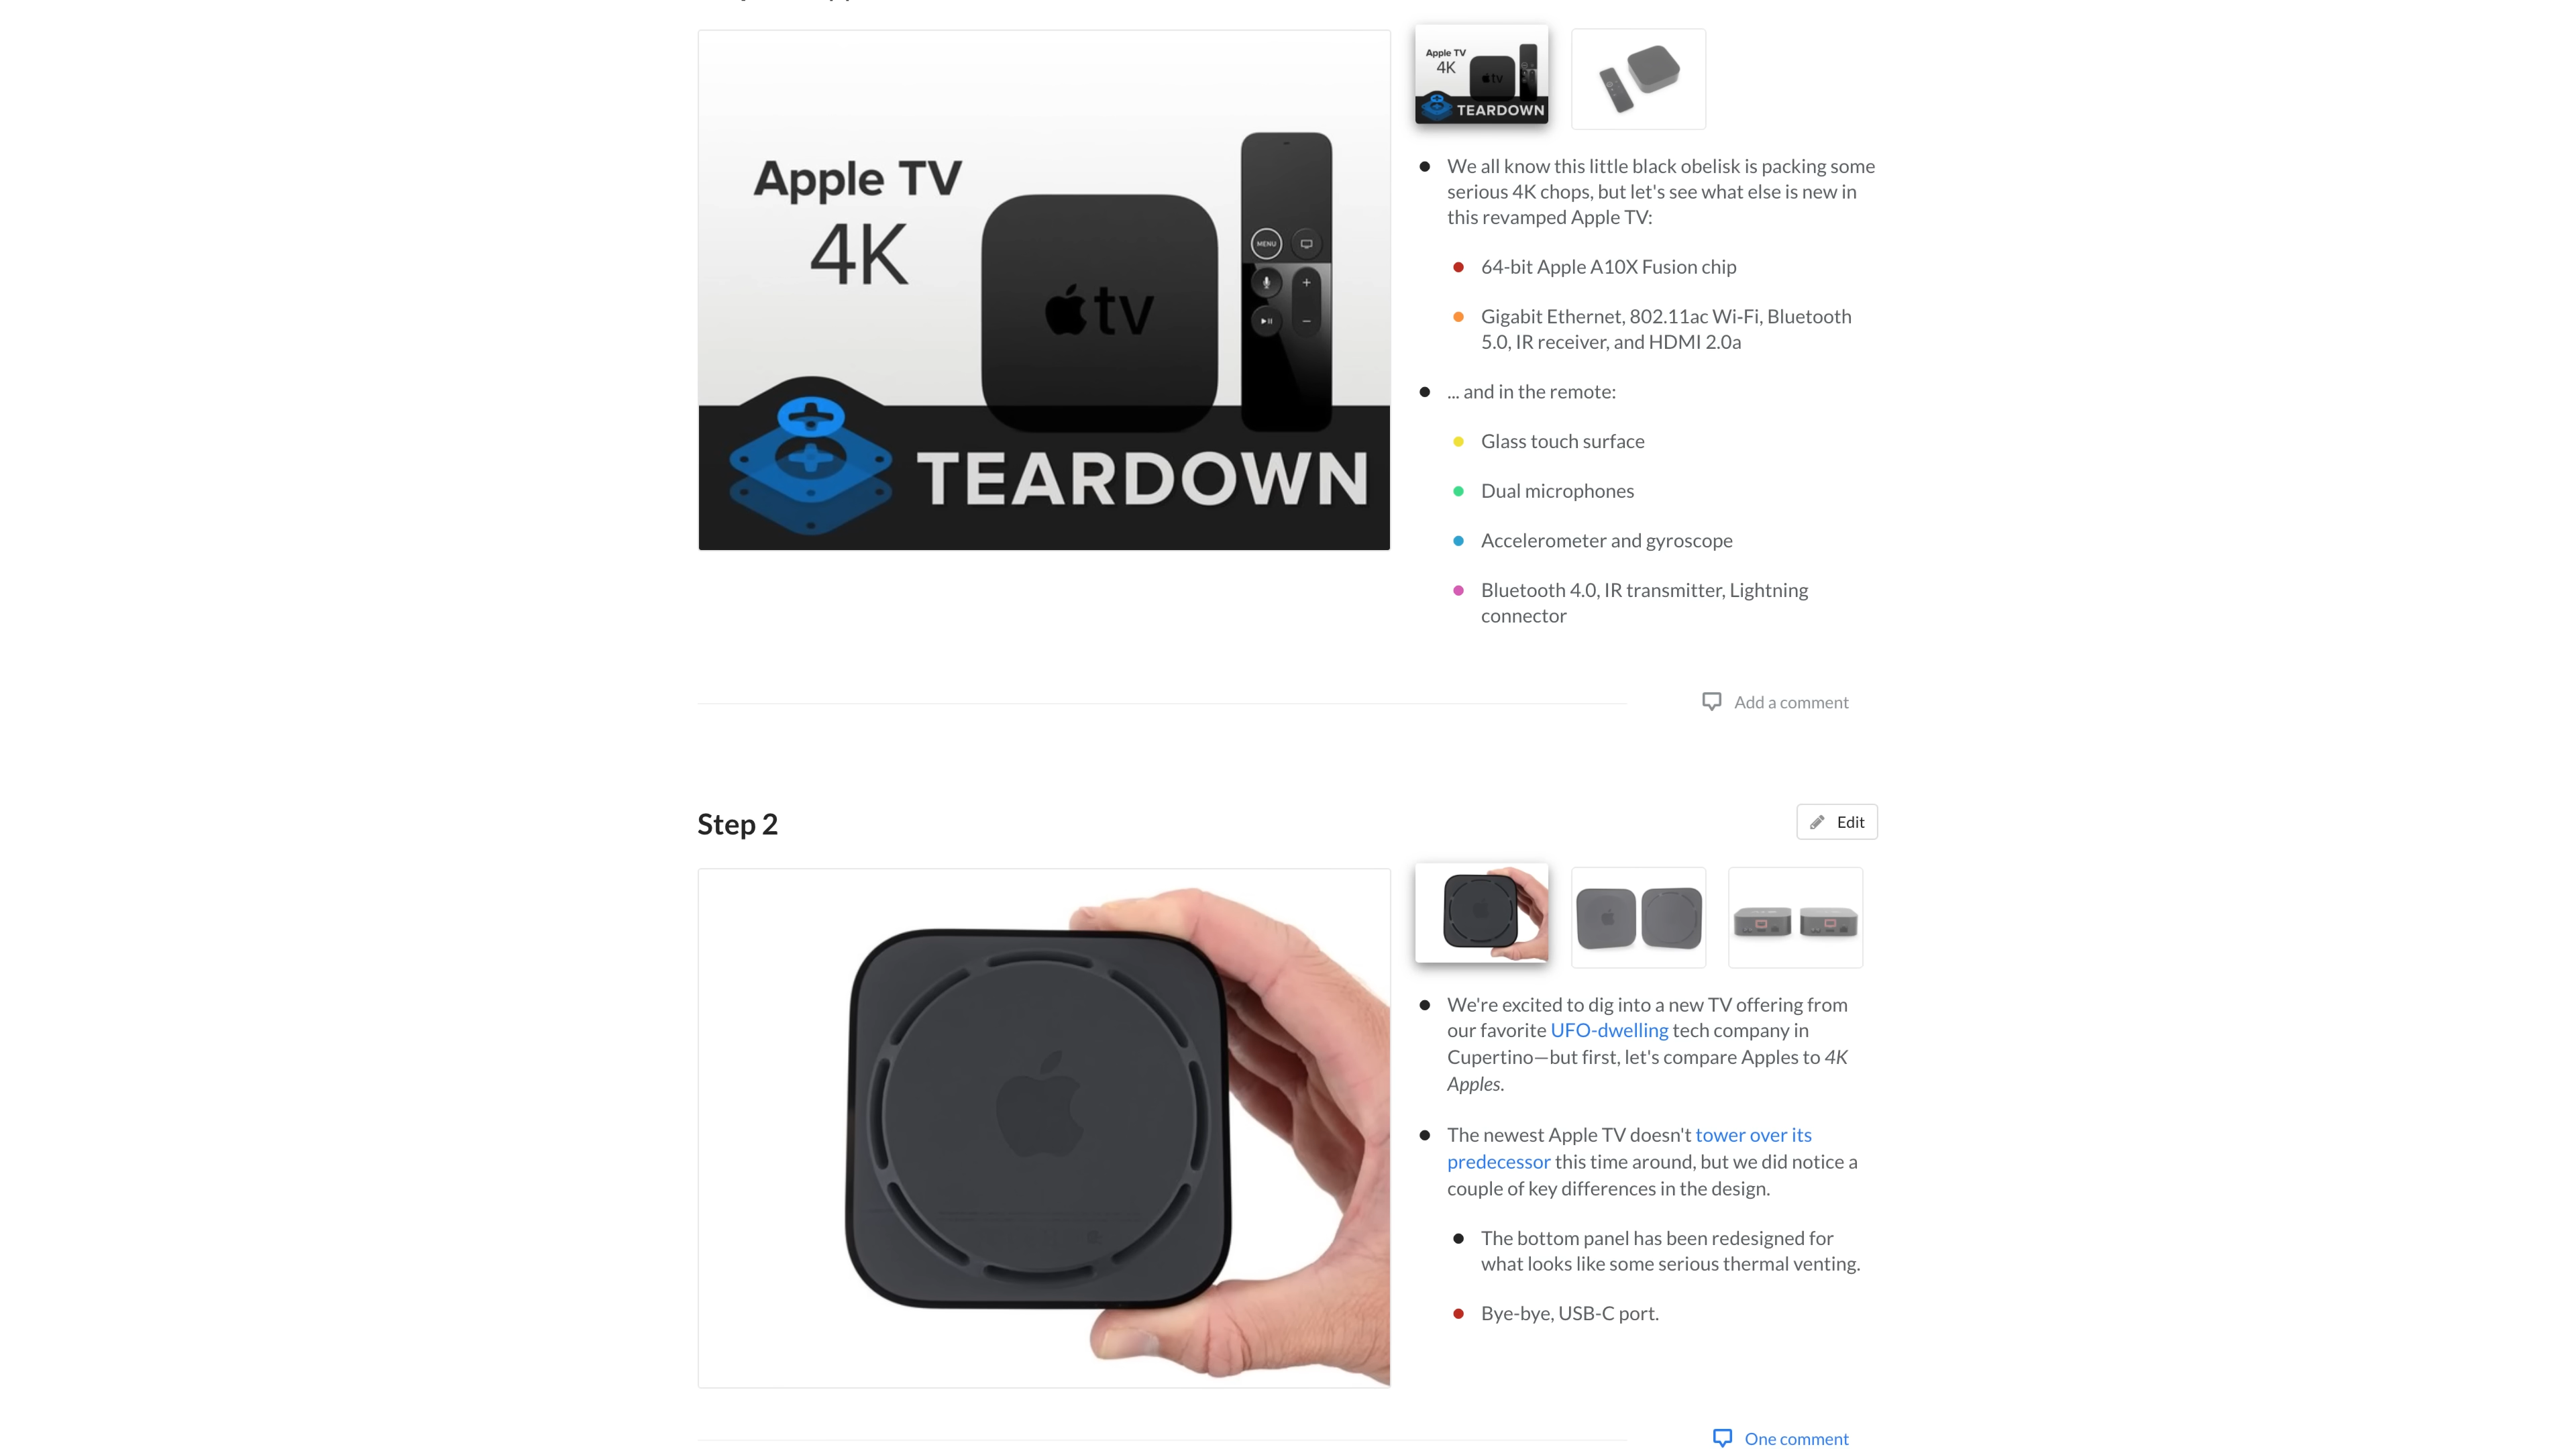 Apple TV
4K
tv
MENU
TEARDOWN
Apple TV
4K
tv
TEARDOWN
We all know this little black obelisk is packing some
serious 4K chops, but let's see what else is new in
this revamped Apple TV:
64-bit Apple A10X Fusion chip
Gigabit Ethernet, 802.11ac Wi-Fi, Bluetooth
5.0, IR receiver, and HDMI 2.0a
... and in the remote:
Glass touch surface
Dual microphones
Accelerometer and gyroscope
Bluetooth 4.0, IR transmitter, Lightning
connector
Add a comment
Step 2
Edit
We're excited to dig into a new TV offering from
our favorite UFO-dwelling tech company in
Cupertino—but first, let's compare Apples to 4K
Apples.
The newest Apple TV doesn't tower over its
predecessor this time around, but we did notice a
couple of key differences in the design.
The bottom panel has been redesigned for
what looks like some serious thermal venting.
Bye-bye, USB-C port.
One comment